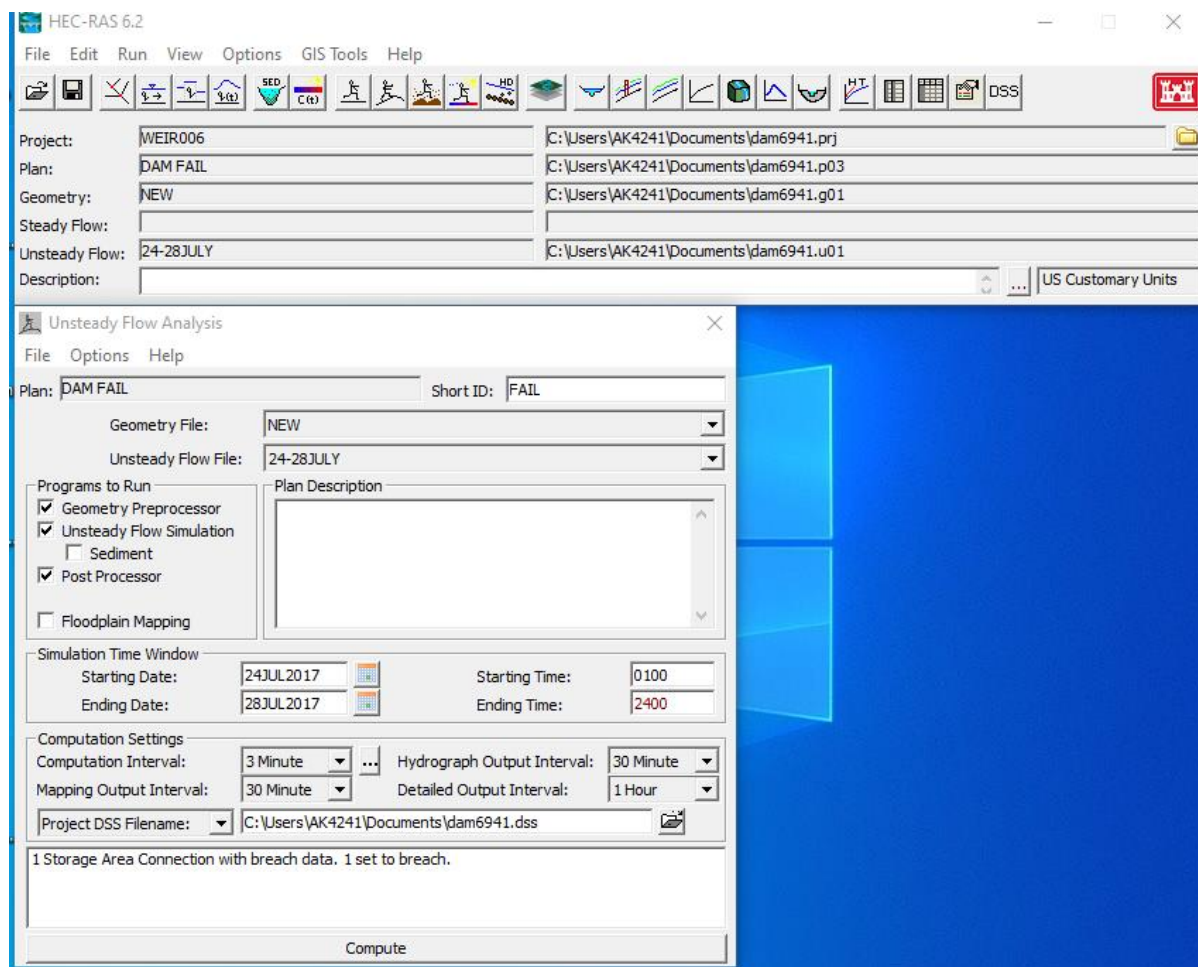 HEC-RAS 6.2
File Edit Run View Options GIS Tools Help
SED C(t) HD HT DSS
Project: WEIR006 C:\Users\AK4241\Documents\dam6941.prj
Plan: DAM FAIL C:\Users\AK4241\Documents\dam6941.p03
Geometry: NEW C:\Users\AK4241\Documents\dam6941.g01
Steady Flow:
Unsteady Flow: 24-28JULY C:\Users\AK4241\Documents\dam6941.u01
Description: ... US Customary Units
Unsteady Flow Analysis
File Options Help
Plan: DAM FAIL Short ID: FAIL
Geometry File: NEW
Unsteady Flow File: 24-28JULY
Programs to Run Plan Description
Geometry Preprocessor
Unsteady Flow Simulation
Sediment
Post Processor
Floodplain Mapping
Simulation Time Window
Starting Date: 24JUL2017 Starting Time: 0100
Ending Date: 28JUL2017 Ending Time: 2400
Computation Settings
Computation Interval: 3 Minute ... Hydrograph Output Interval: 30 Minute
Mapping Output Interval: 30 Minute Detailed Output Interval: 1 Hour
Project DSS Filename: C:\Users\AK4241\Documents\dam6941.dss
1 Storage Area Connection with breach data. 1 set to breach.
Compute